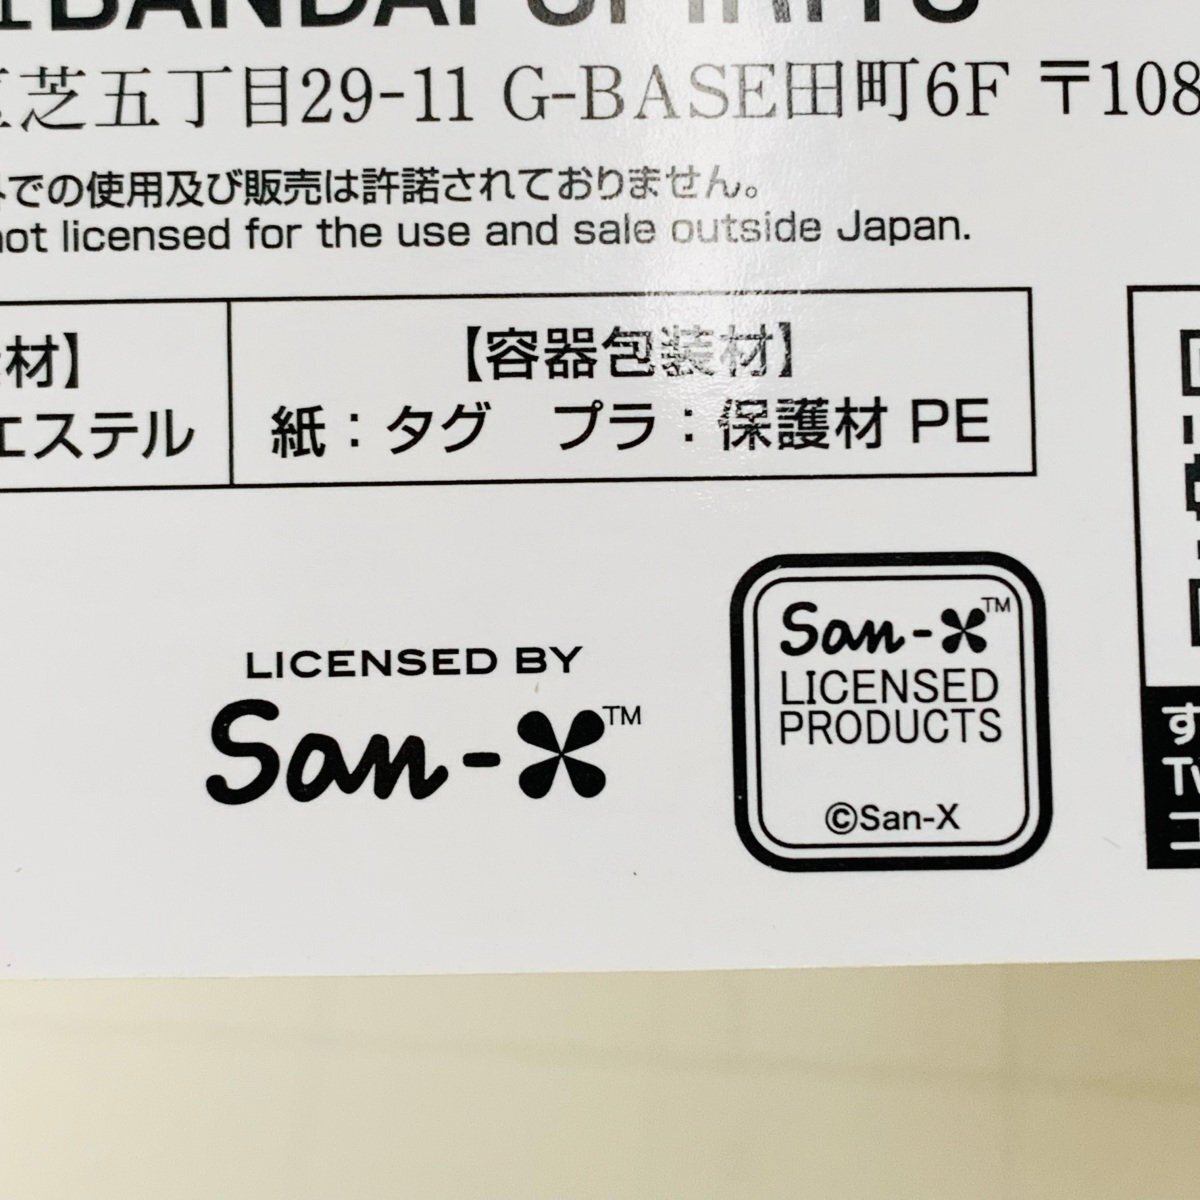 BANDAI SPIRITS
芝五丁目29-11 G-BASE田町6F 〒108
での使用及び販売は許諾されておりません。
not licensed for the use and sale outside Japan.
材】
エステル
【容器包装材】
紙：タグ　プラ：保護材 PE
LICENSED BY
San-X™
San-X™
LICENSED
PRODUCTS
©San-X